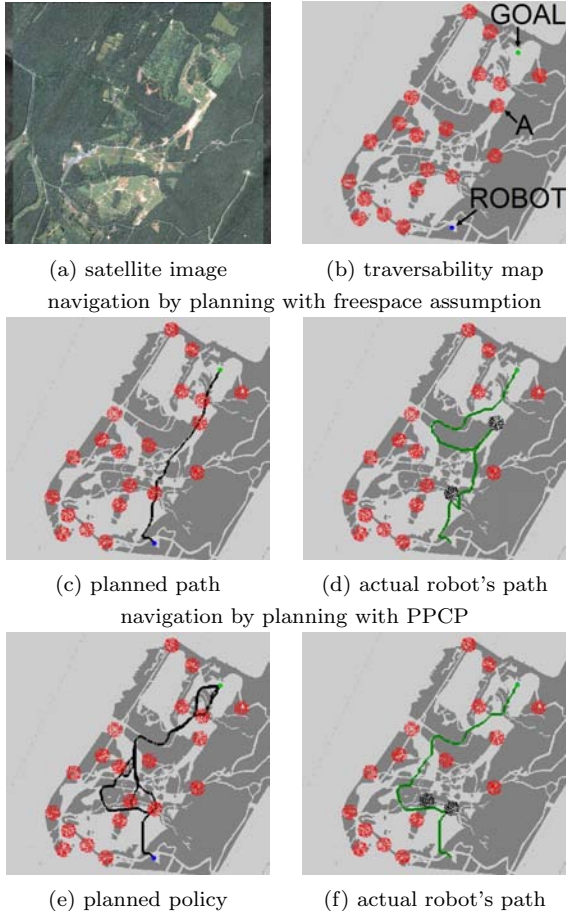 GOAL
A
ROBOT
(a) satellite image
(b) traversability map
navigation by planning with freespace assumption
(c) planned path
(d) actual robot's path
navigation by planning with PPCP
(e) planned policy
(f) actual robot's path